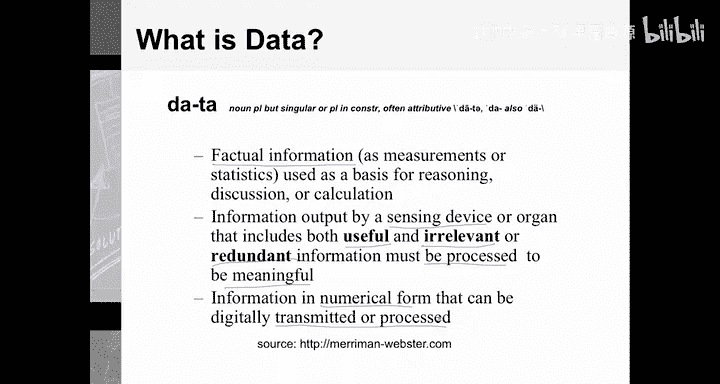 What is Data?
bilibili
da-ta noun pl but singular or pl in constr, often attributive \ˈdā-tə, ˈda- also ˈdä-\
– Factual information (as measurements or
statistics) used as a basis for reasoning,
discussion, or calculation
– Information output by a sensing device or organ
that includes both useful and irrelevant or
redundant information must be processed to
be meaningful
– Information in numerical form that can be
digitally transmitted or processed
source: http://merriman-webster.com